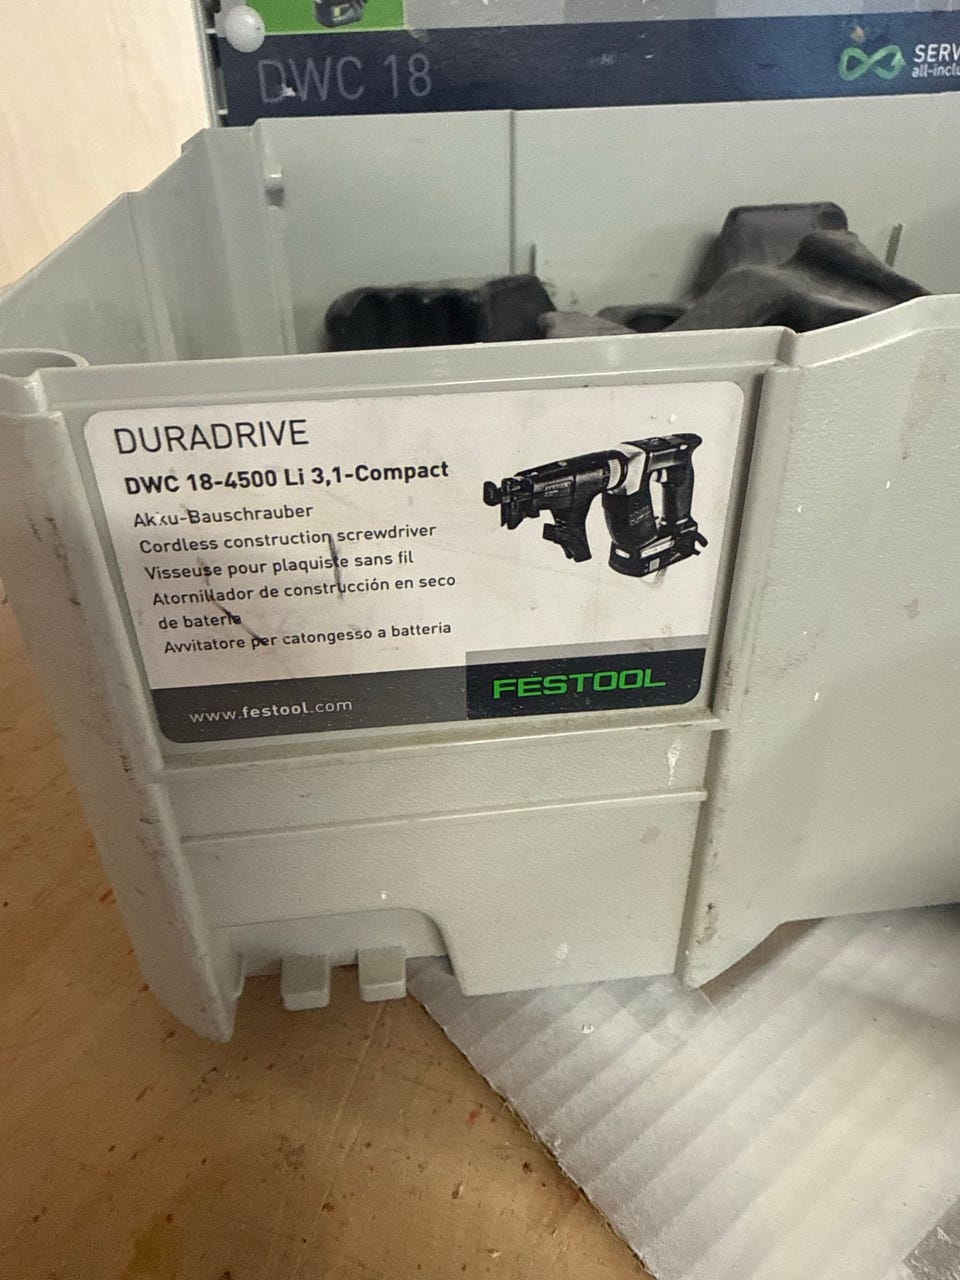 DWC 18
SERV
all-inclu
DURADRIVE
DWC 18-4500 Li 3,1-Compact
Akku-Bauschrauber
Cordless construction screwdriver
Visseuse pour plaquiste sans fil
Atornillador de construcción en seco
de batería
Avvitatore per catongesso a batteria
www.festool.com
FESTOOL